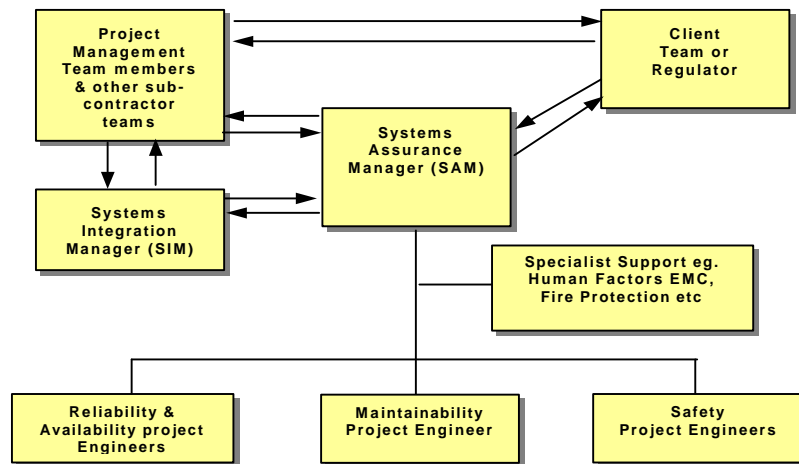 Project
Management
Team members
& other sub-
contractor
teams
Client
Team or
Regulator
Systems
Assurance
Manager (SAM)
Systems
Integration
Manager (SIM)
Specialist Support eg.
Human Factors EMC,
Fire Protection etc
Reliability &
Availability project
Engineers
Maintainability
Project Engineer
Safety
Project Engineers